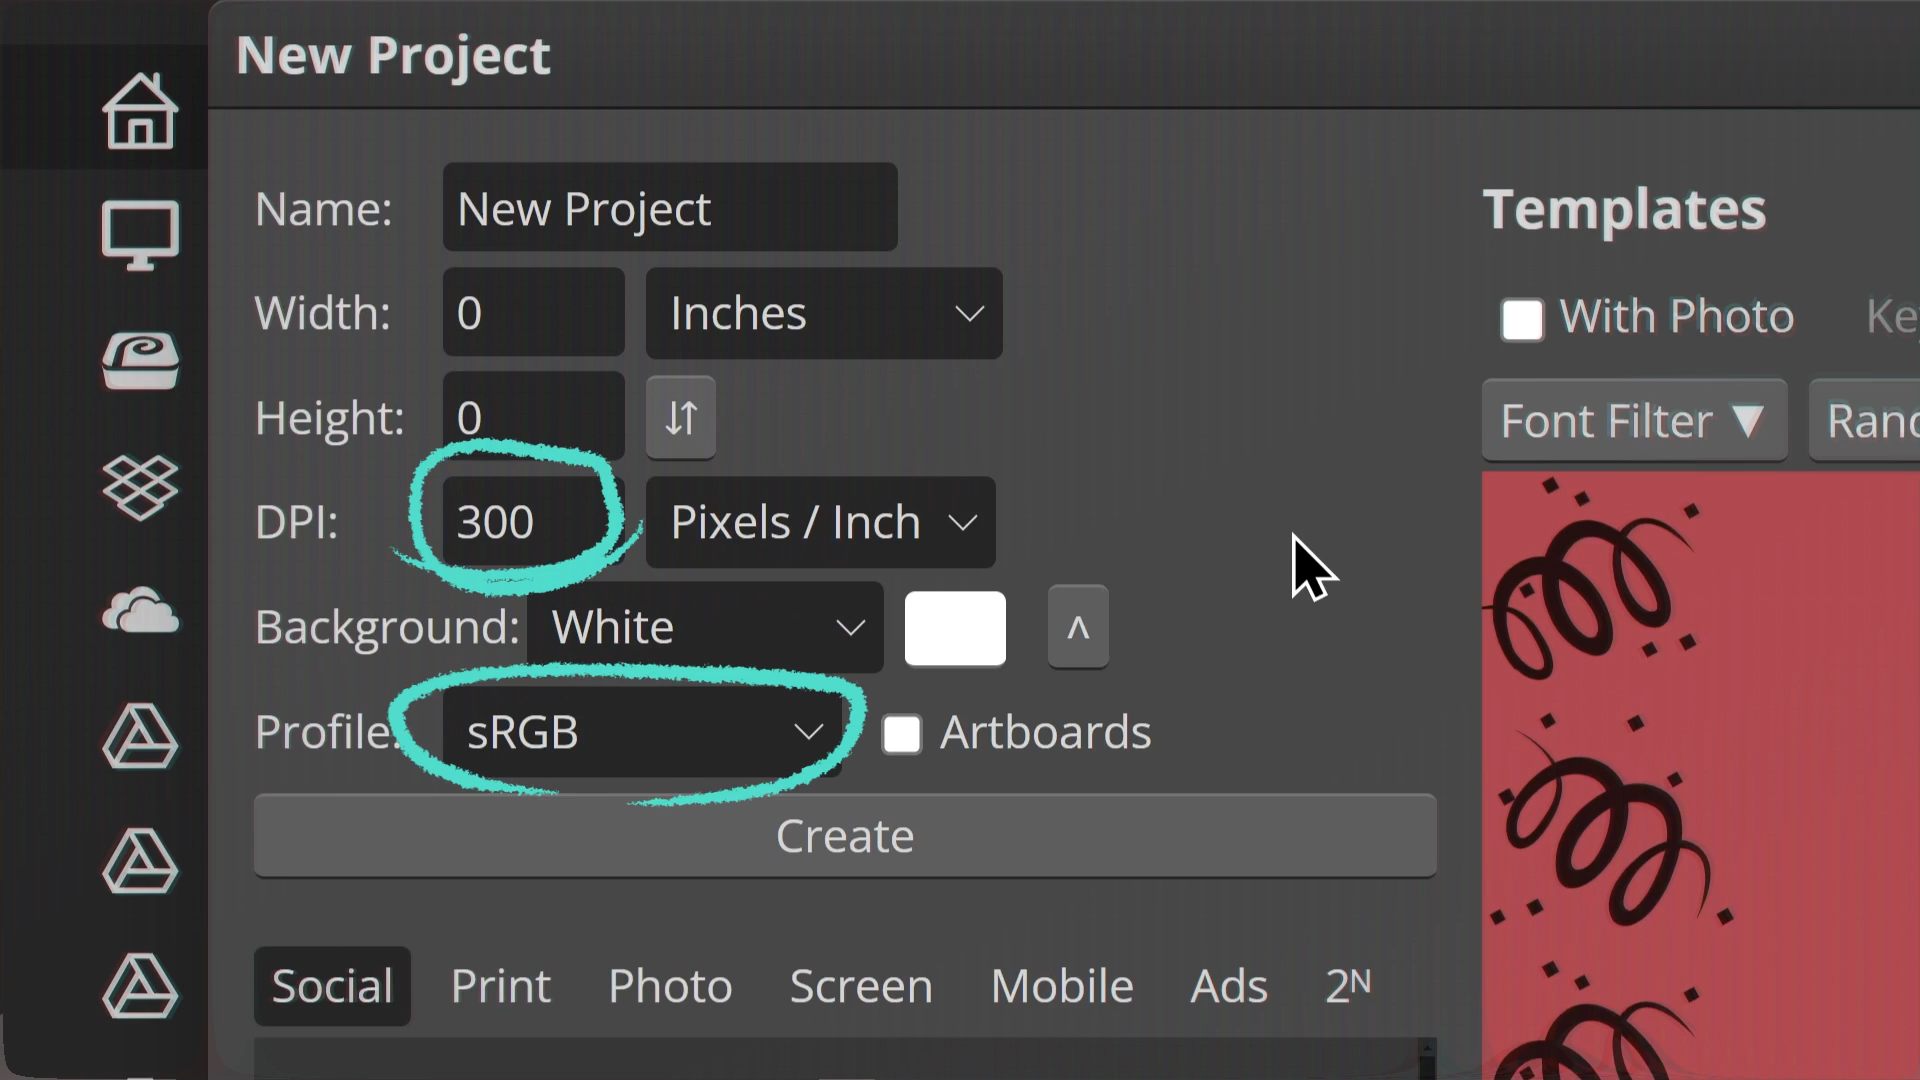 New Project
Name: New Project
Width: 0 Inches
Height: 0
DPI: 300 Pixels / Inch
Background: White
Profile: sRGB Artboards
Create
Social Print Photo Screen Mobile Ads 2ᴺ
Templates
With Photo
Font Filter ▼